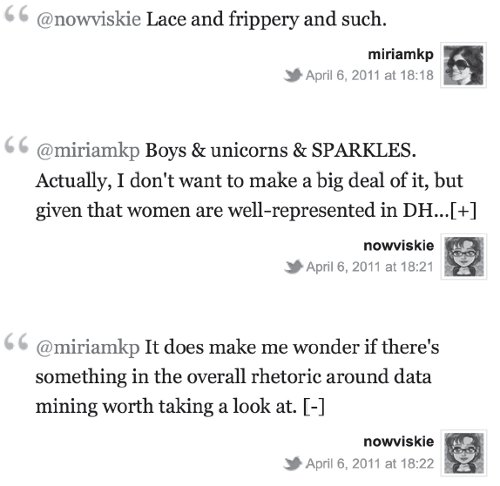 “ @nowviskie Lace and frippery and such.
miriamkp
April 6, 2011 at 18:18
“ @miriamkp Boys & unicorns & SPARKLES.
Actually, I don't want to make a big deal of it, but
given that women are well-represented in DH...[+]
nowviskie
April 6, 2011 at 18:21
“ @miriamkp It does make me wonder if there's
something in the overall rhetoric around data
mining worth taking a look at. [-]
nowviskie
April 6, 2011 at 18:22